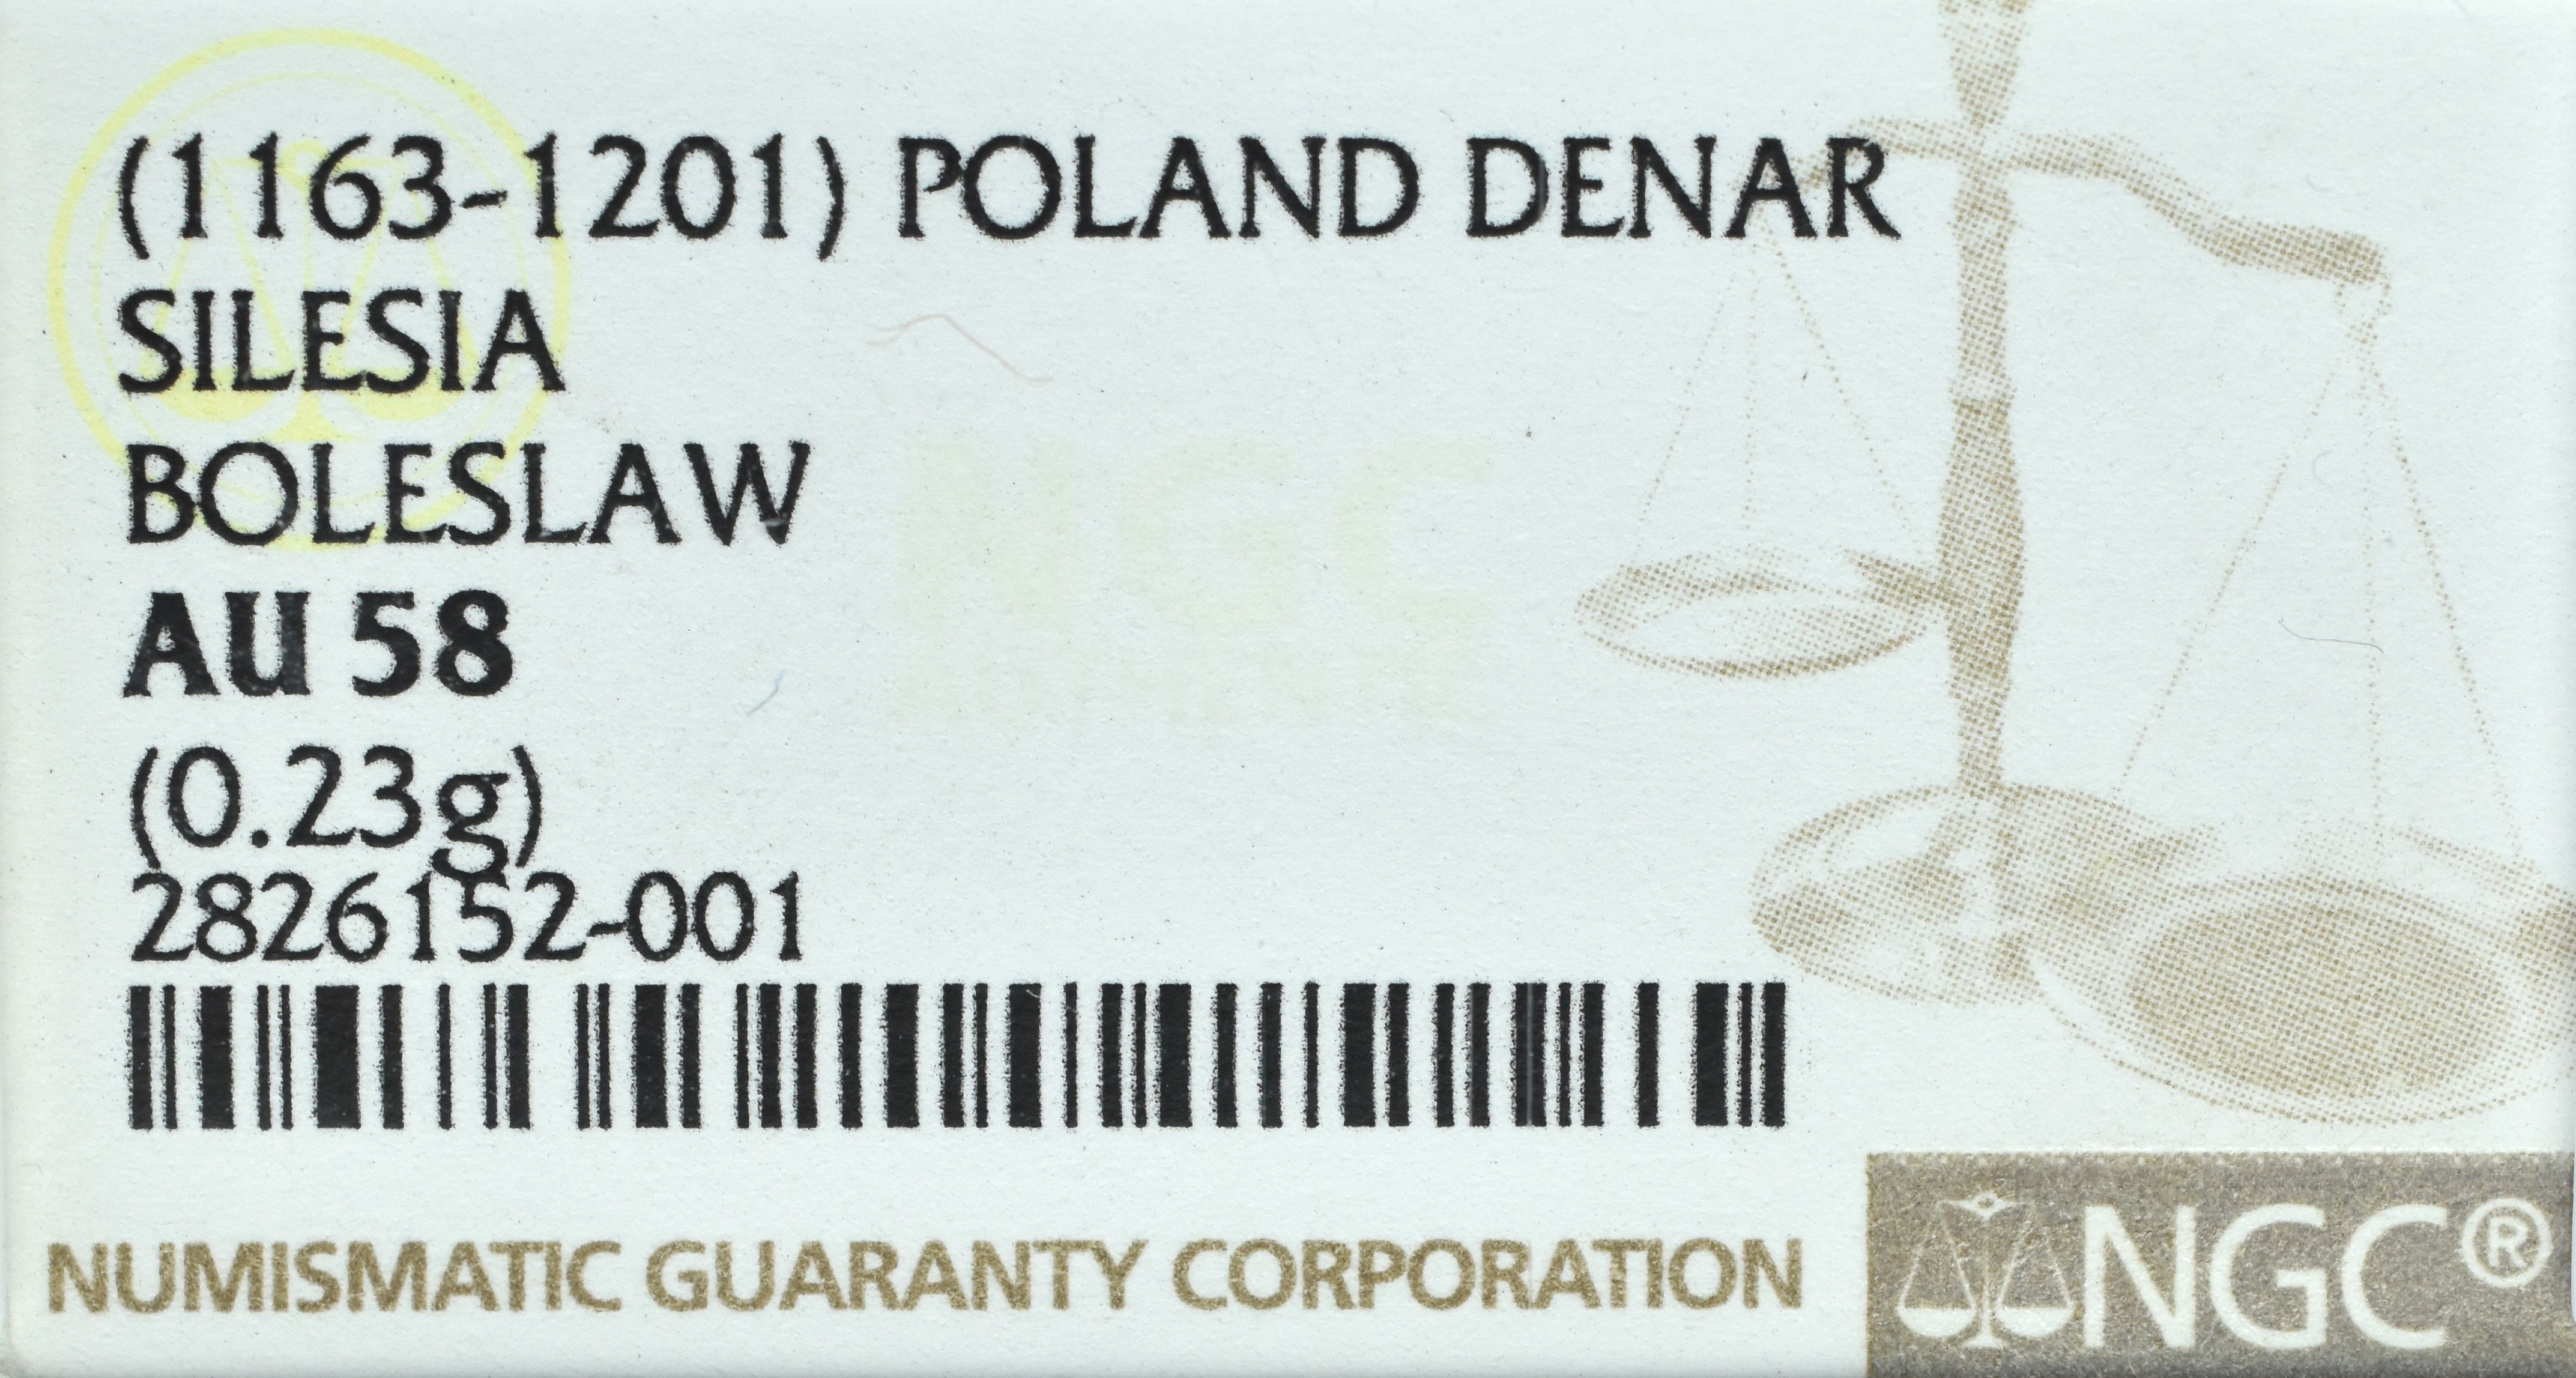 (1163-1201) POLAND DENAR
SILESIA
BOLESLAW
AU 58
(0.23g)
2826152-001
NUMISMATIC GUARANTY CORPORATION
NGC®